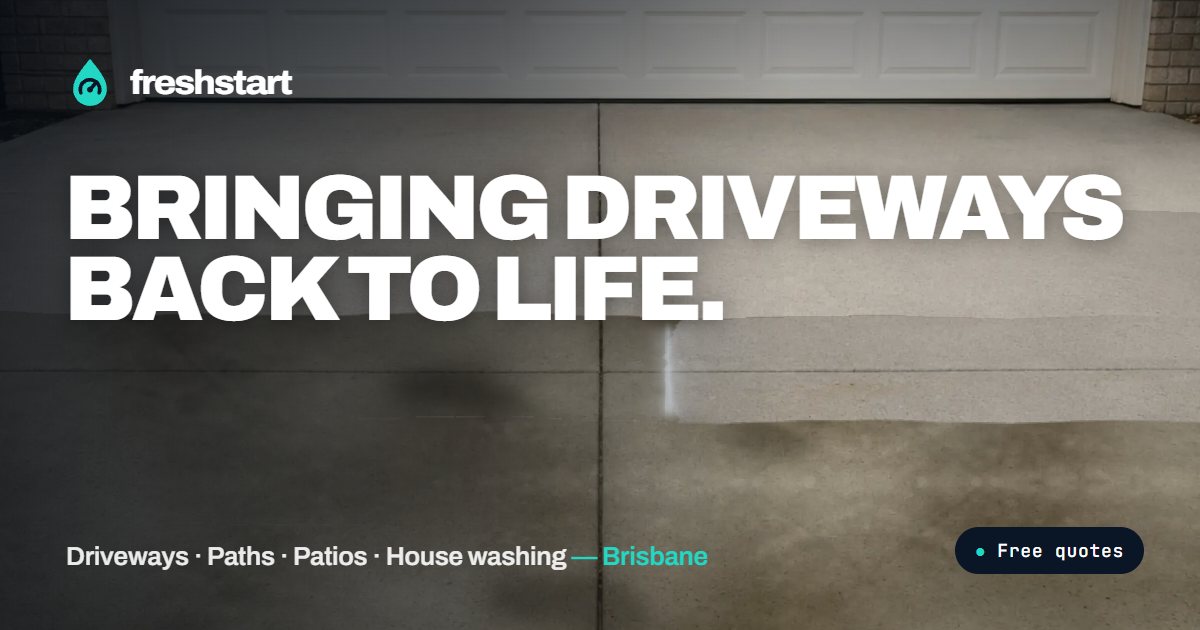 freshstart
BRINGING DRIVEWAYS
BACK TO LIFE.
Driveways · Paths · Patios · House washing — Brisbane
Free quotes